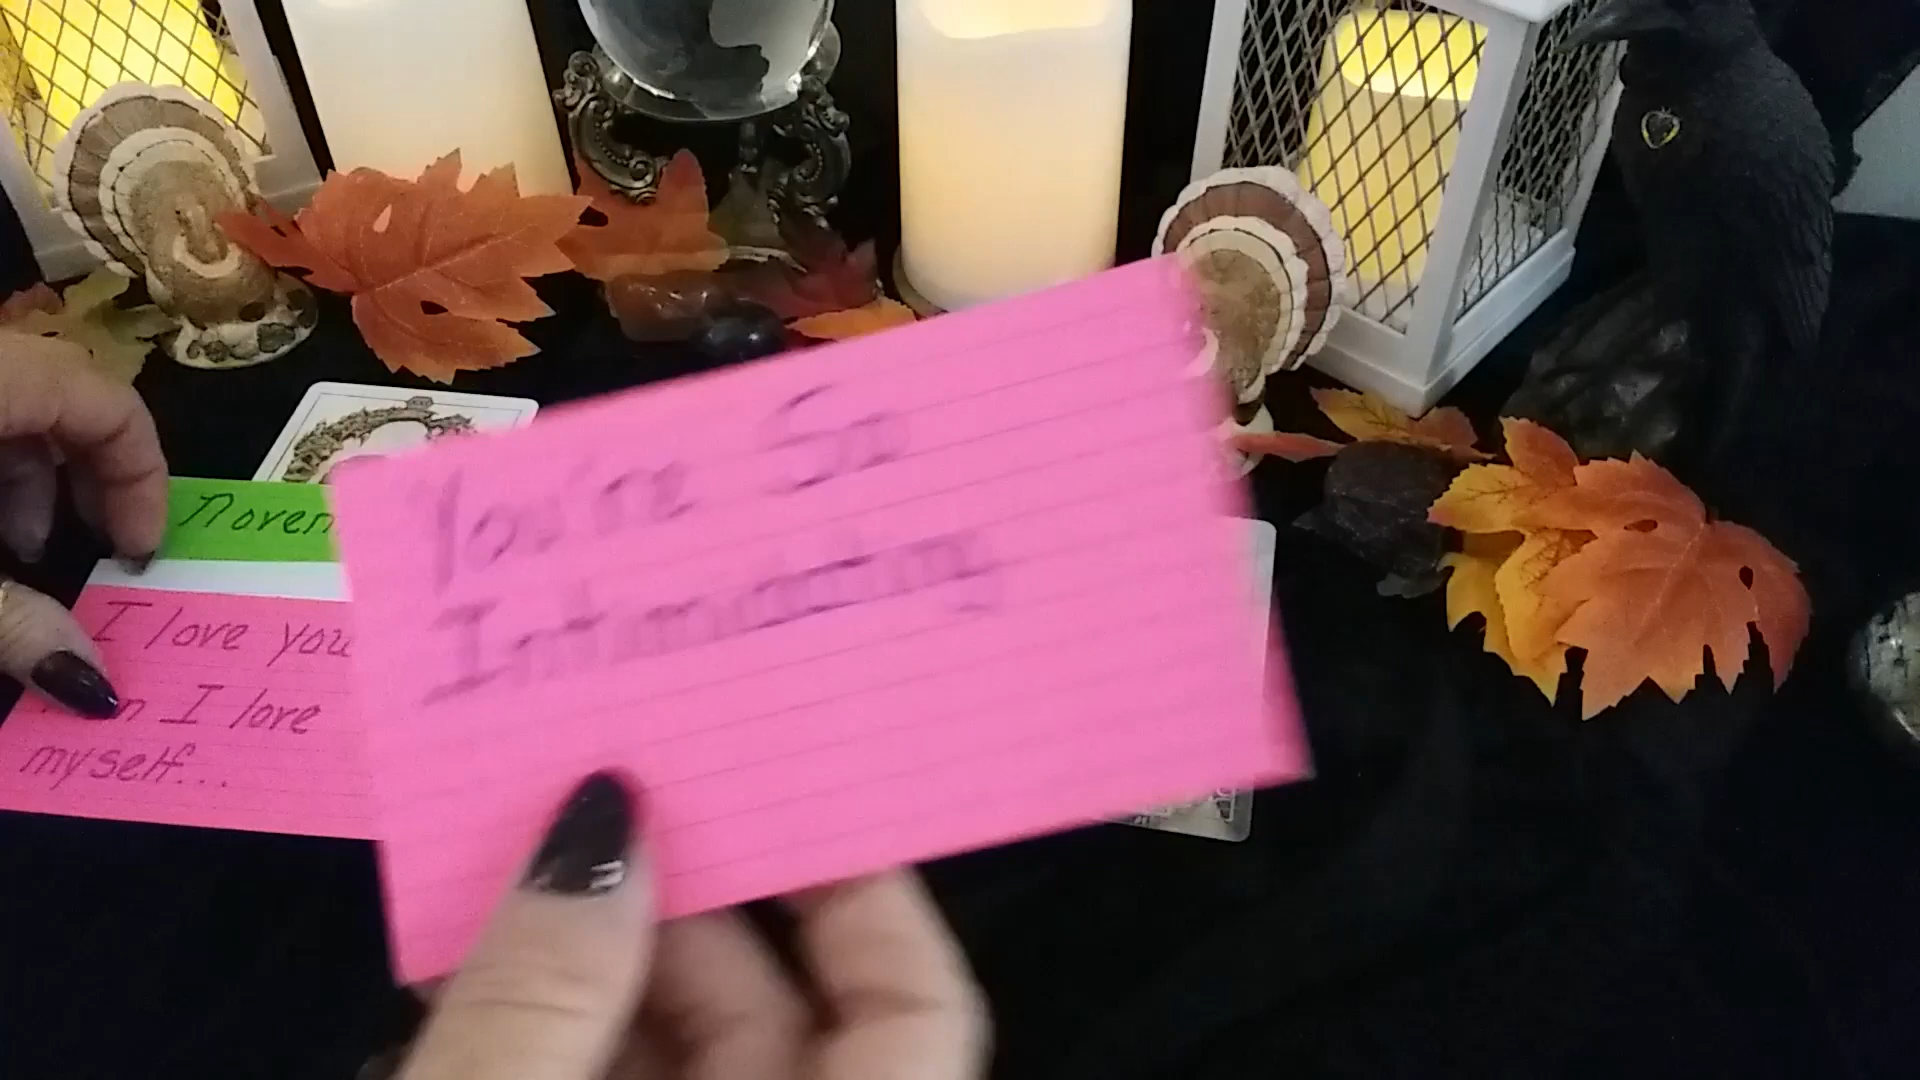 You're So
Intimidating
Novem
I love you
I love
myself...